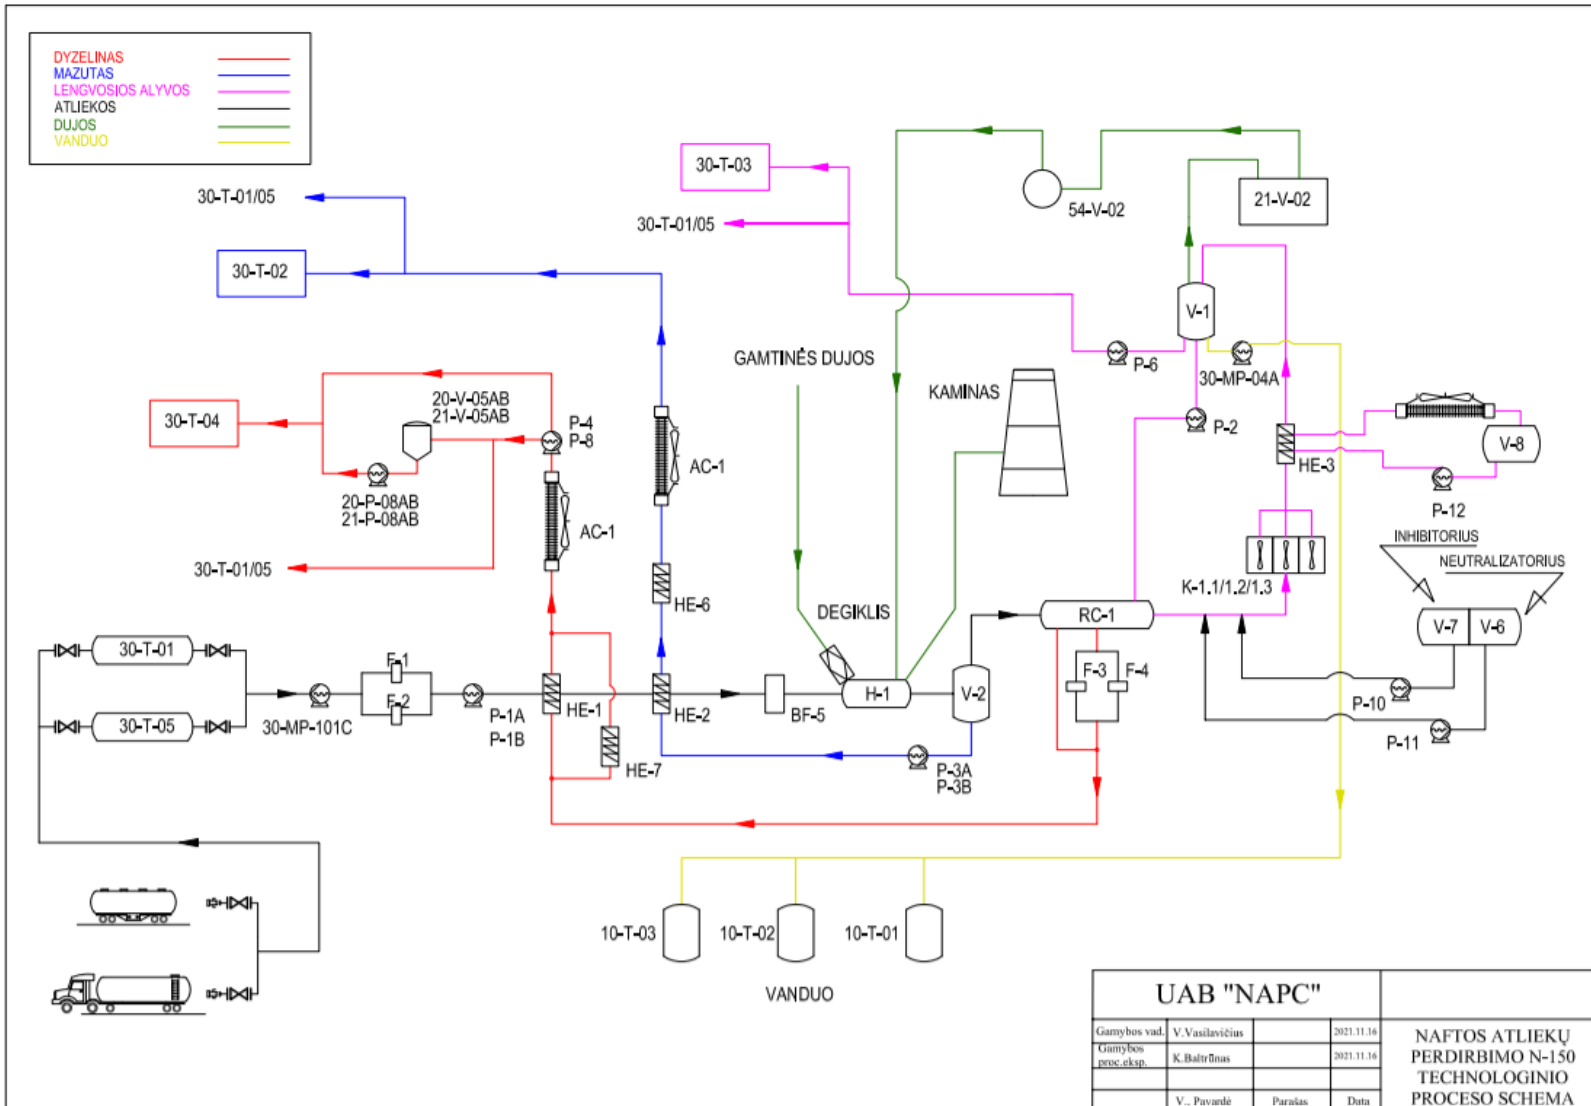 DYZELINAS
MAZUTAS
LENGVOSIOS ALYVOS
ATLIEKOS
DUJOS
VANDUO
30-T-03
54-V-02
21-V-02
30-T-01/05
30-T-01/05
30-T-02
V-1
P-6
30-MP-04A
GAMTINĖS DUJOS
KAMINAS
20-V-05AB
21-V-05AB
P-4
P-8
30-T-04
P-2
V-8
HE-3
AC-1
20-P-08AB
21-P-08AB
P-12
AC-1
INHIBITORIUS
NEUTRALIZATORIUS
30-T-01/05
K-1.1/1.2/1.3
HE-6
DEGIKLIS
RC-1
V-7
V-6
30-T-01
F-1
F-3
F-4
H-1
V-2
F-2
P-10
30-T-05
30-MP-101C
P-1A
P-1B
HE-1
HE-2
BF-5
P-11
HE-7
P-3A
P-3B
10-T-03
10-T-02
10-T-01
VANDUO
UAB "NAPC"
Gamybos vad.
V.Vasilavičius
2021.11.16
Gamybos
proc.eksp.
K.Baltrūnas
2021.11.16
V., Pavardė
Parašas
Data
NAFTOS ATLIEKŲ
PERDIRBIMO N-150
TECHNOLOGINIO
PROCESO SCHEMA